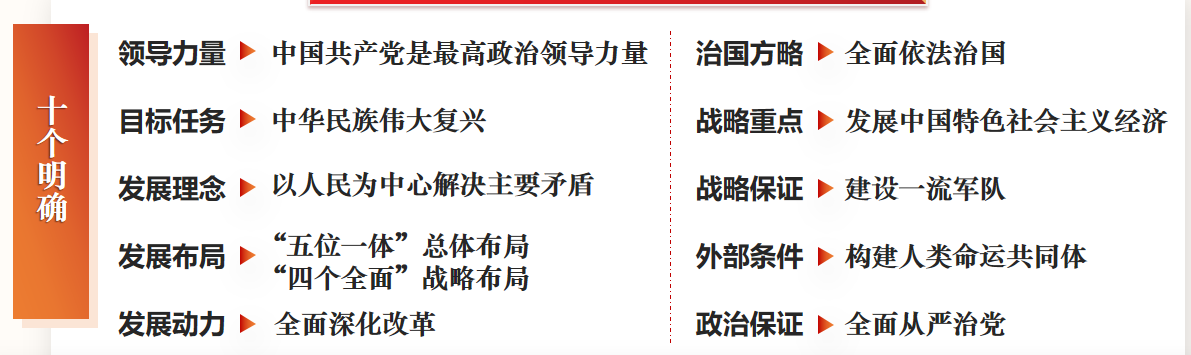 十个明确
领导力量 中国共产党是最高政治领导力量
目标任务 中华民族伟大复兴
发展理念 以人民为中心解决主要矛盾
发展布局 “五位一体”总体布局
“四个全面”战略布局
发展动力 全面深化改革
治国方略 全面依法治国
战略重点 发展中国特色社会主义经济
战略保证 建设一流军队
外部条件 构建人类命运共同体
政治保证 全面从严治党